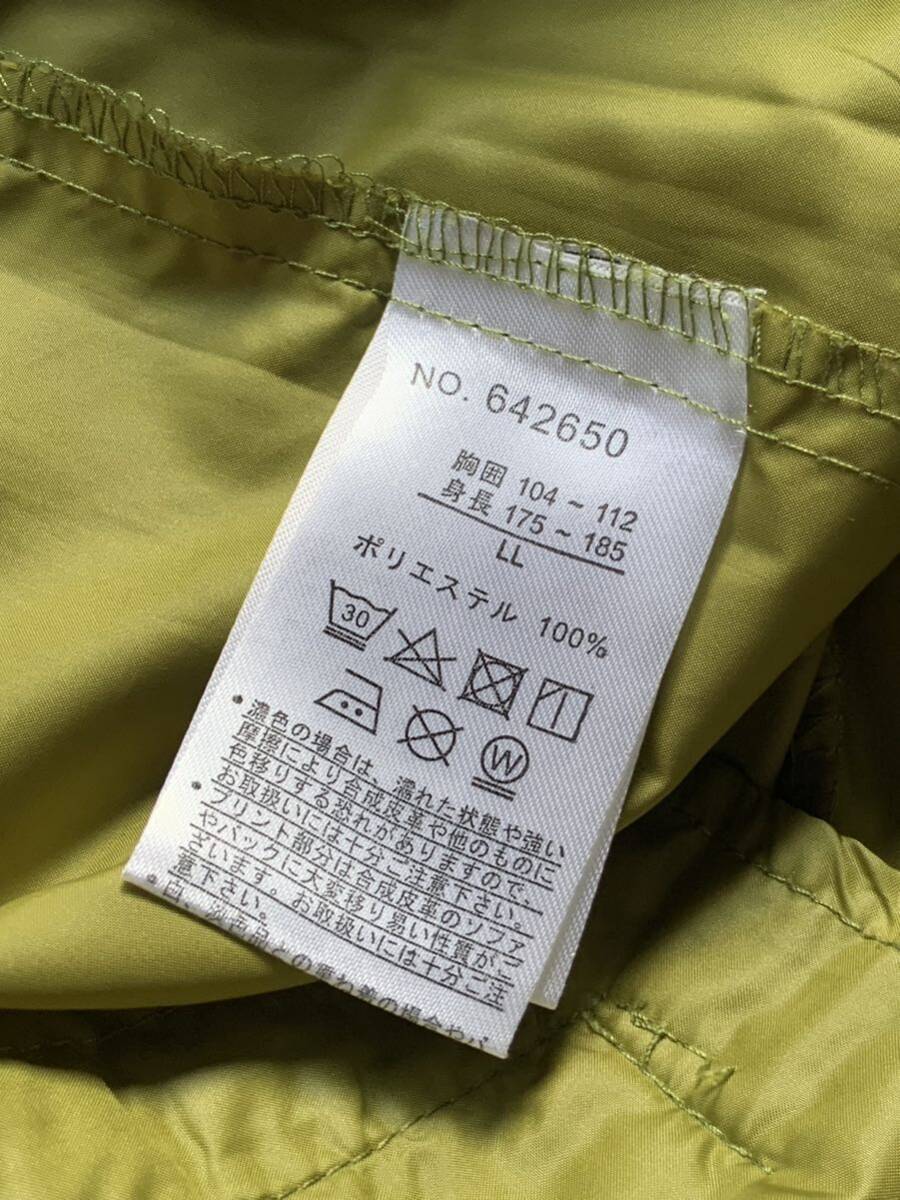 NO. 642650
胸囲 104 ~ 112
身長 175 ~ 185
LL
ポリエステル 100%
30
W
・濃色の場合は、濡れた状態や強い
摩擦により合成皮革や他のものに
色移りする恐れがありますので、
お取扱いには十分ご注意下さい。
・プリント部分は合成皮革のソファ
やバックに大変移り易い性質がご
ざいます。お取扱いには十分ご注
意下さい。